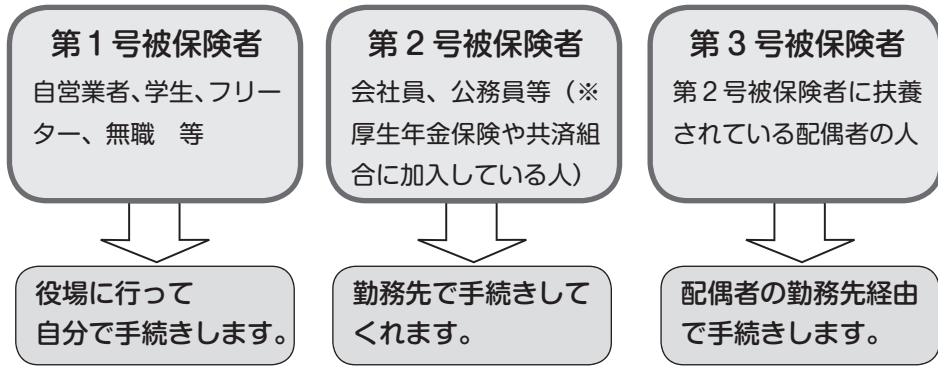 第1号被保険者
自営業者、学生、フリー
ター、無職　等
第2号被保険者
会社員、公務員等（※
厚生年金保険や共済組
合に加入している人）
第3号被保険者
第2号被保険者に扶養
されている配偶者の人
役場に行って
自分で手続きします。
勤務先で手続きして
くれます。
配偶者の勤務先経由
で手続きします。